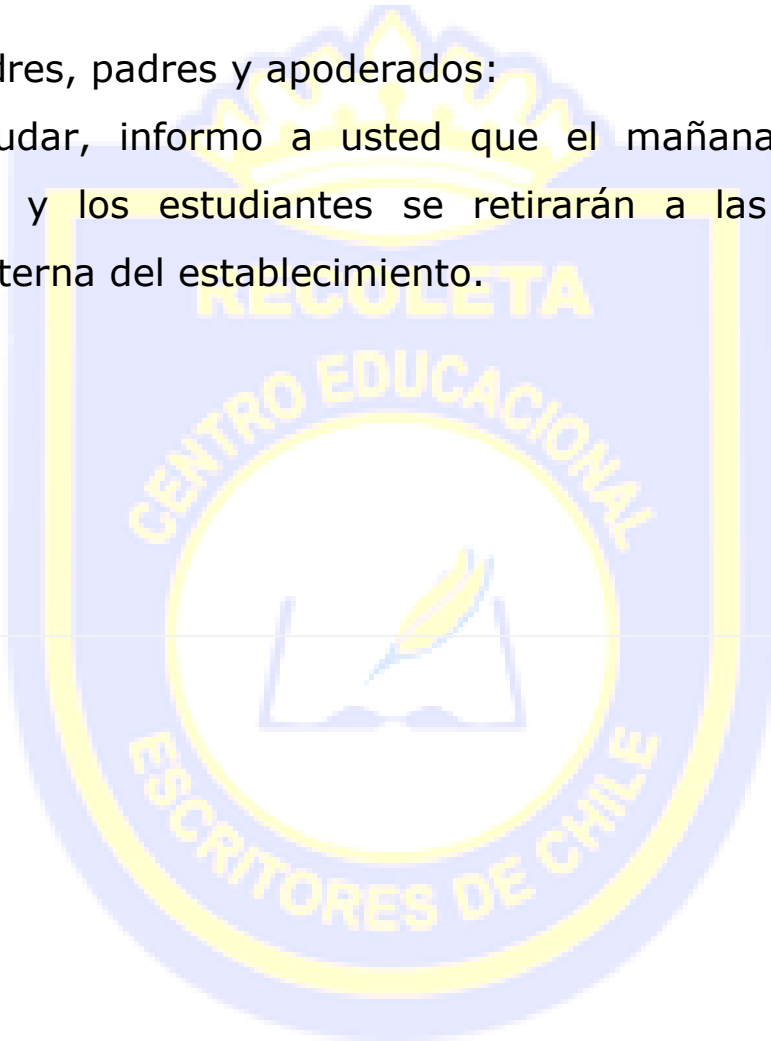 dres, padres y apoderados:
udar, informo a usted que el mañana
y los estudiantes se retirarán a las
terna del establecimiento.
RECOLETA
CENTRO EDUCACIONAL
ESCRITORES DE CHILE